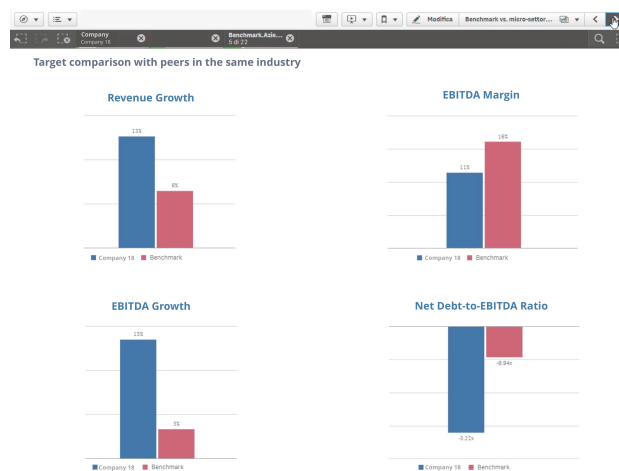 Modifica
Benchmark vs. micro-settor...
Company
Company 18
Benchmark.Azie...
5 di 22
Target comparison with peers in the same industry
Revenue Growth
13%
6%
Company 18 Benchmark
EBITDA Margin
11%
16%
Company 18 Benchmark
EBITDA Growth
13%
3%
Company 18 Benchmark
Net Debt-to-EBITDA Ratio
-0.94x
-3.22x
Company 18 Benchmark